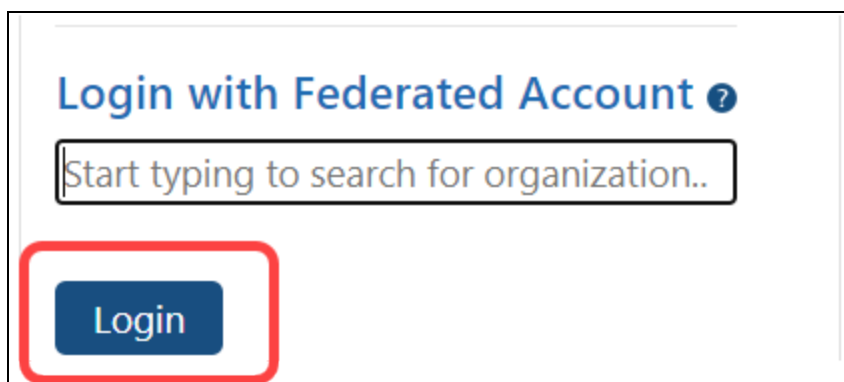 Login with Federated Account ?
Start typing to search for organization..
Login